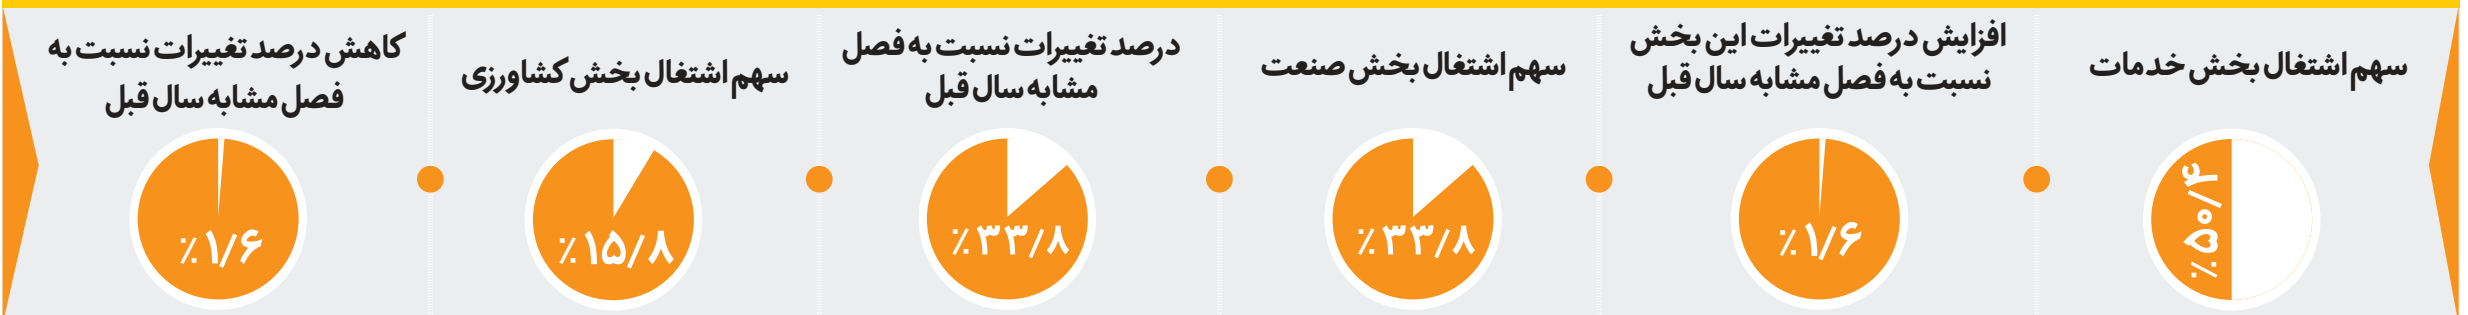 سهم اشتغال بخش خدمات
٪۵۰/۴
افزایش درصد تغییرات این بخش
نسبت به فصل مشابه سال قبل
٪۱/۶
سهم اشتغال بخش صنعت
٪۳۳/۸
درصد تغییرات نسبت به فصل
مشابه سال قبل
٪۳۳/۸
سهم اشتغال بخش کشاورزی
٪۱۵/۸
کاهش درصد تغییرات نسبت به
فصل مشابه سال قبل
٪۱/۶